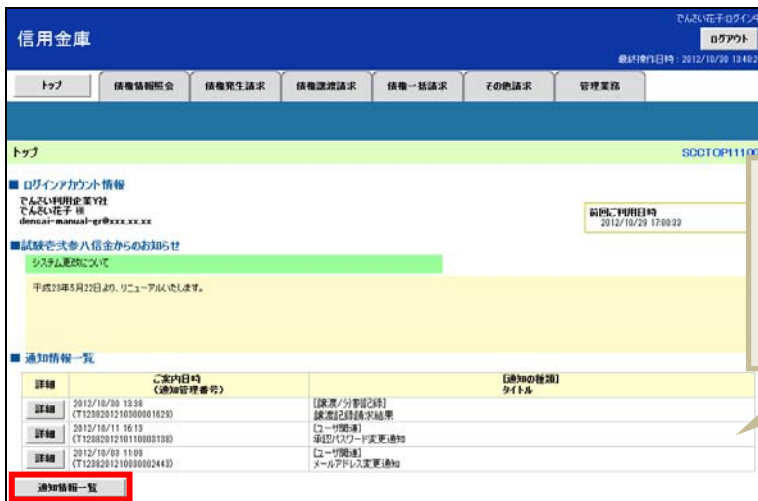 でんさい花子:ログイン中
信用金庫
ログアウト
最終操作日時：2012/10/30 13:40:2
トップ 債権情報照会 債権発生請求 債権譲渡請求 債権一括請求 その他請求 管理業務
トップ SCCTOP11100
■ ログインアカウント情報
でんさい利用企業Y社
でんさい花子 様
densai-manual-gr@xxx.xx.xx
前回ご利用日時
2012/10/29 17:00:33
■試験壱弐参八信金からのお知らせ
システム更改について
平成23年5月22日より、リニューアルいたします。
■ 通知情報一覧
詳細 ご案内日時 [通知の種類]
(通知管理番号) タイトル
詳細 2012/10/30 13:38 [譲渡/分割記録]
(T1238201210300001629) 譲渡記録請求結果
詳細 2012/10/11 16:13 [ユーザ関連]
(T1238201210110003138) 承認パスワード変更通知
詳細 2012/10/03 11:09 [ユーザ関連]
(T1238201210030002443) メールアドレス変更通知
通知情報一覧